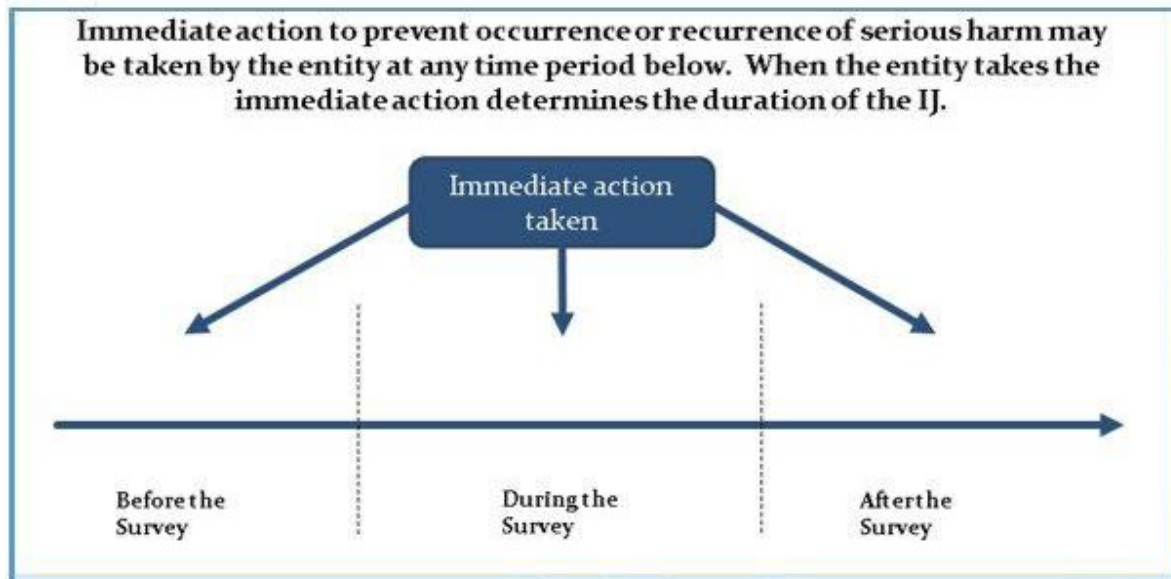 Immediate action to prevent occurrence or recurrence of serious harm may
be taken by the entity at any time period below. When the entity takes the
immediate action determines the duration of the IJ.
Immediate action
taken
Before the
Survey
During the
Survey
After the
Survey